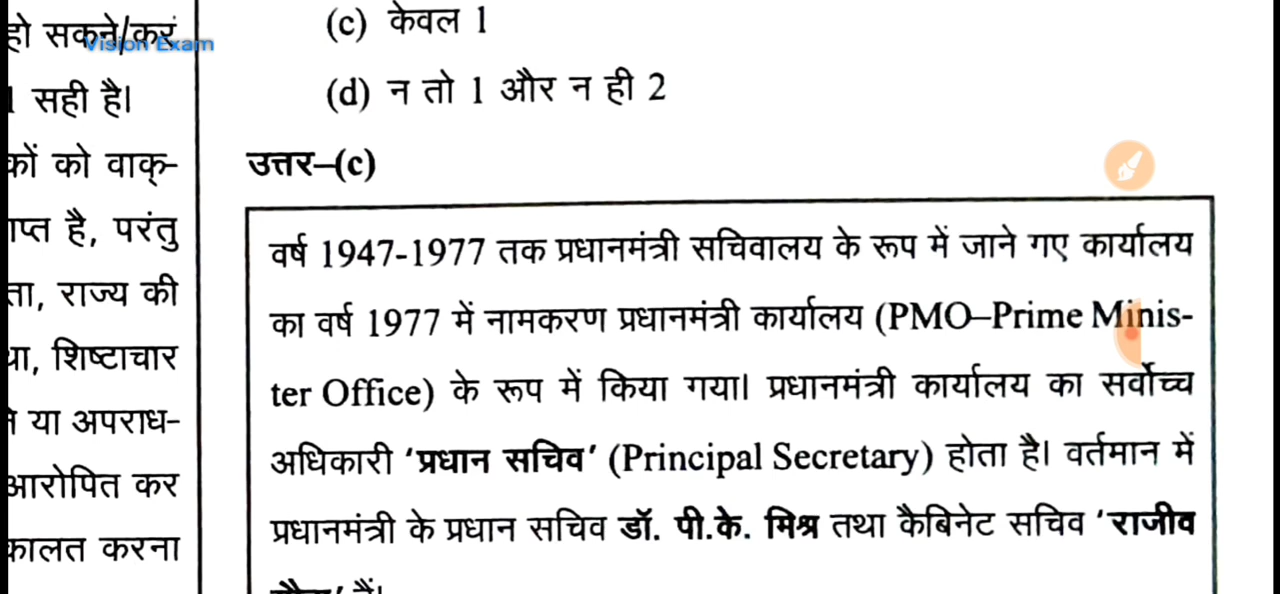 हो सकने/करं
Vision Exam
सही है।
कों को वाक्-
प्त है, परंतु
ता, राज्य की
था, शिष्टाचार
या अपराध-
आरोपित कर
कालत करना
(c) केवल 1
(d) न तो 1 और न ही 2
उत्तर–(c)
वर्ष 1947-1977 तक प्रधानमंत्री सचिवालय के रूप में जाने गए कार्यालय
का वर्ष 1977 में नामकरण प्रधानमंत्री कार्यालय (PMO–Prime Minis-
ter Office) के रूप में किया गया। प्रधानमंत्री कार्यालय का सर्वोच्च
अधिकारी ‘प्रधान सचिव’ (Principal Secretary) होता है। वर्तमान में
प्रधानमंत्री के प्रधान सचिव डॉ. पी.के. मिश्र तथा कैबिनेट सचिव ‘राजीव